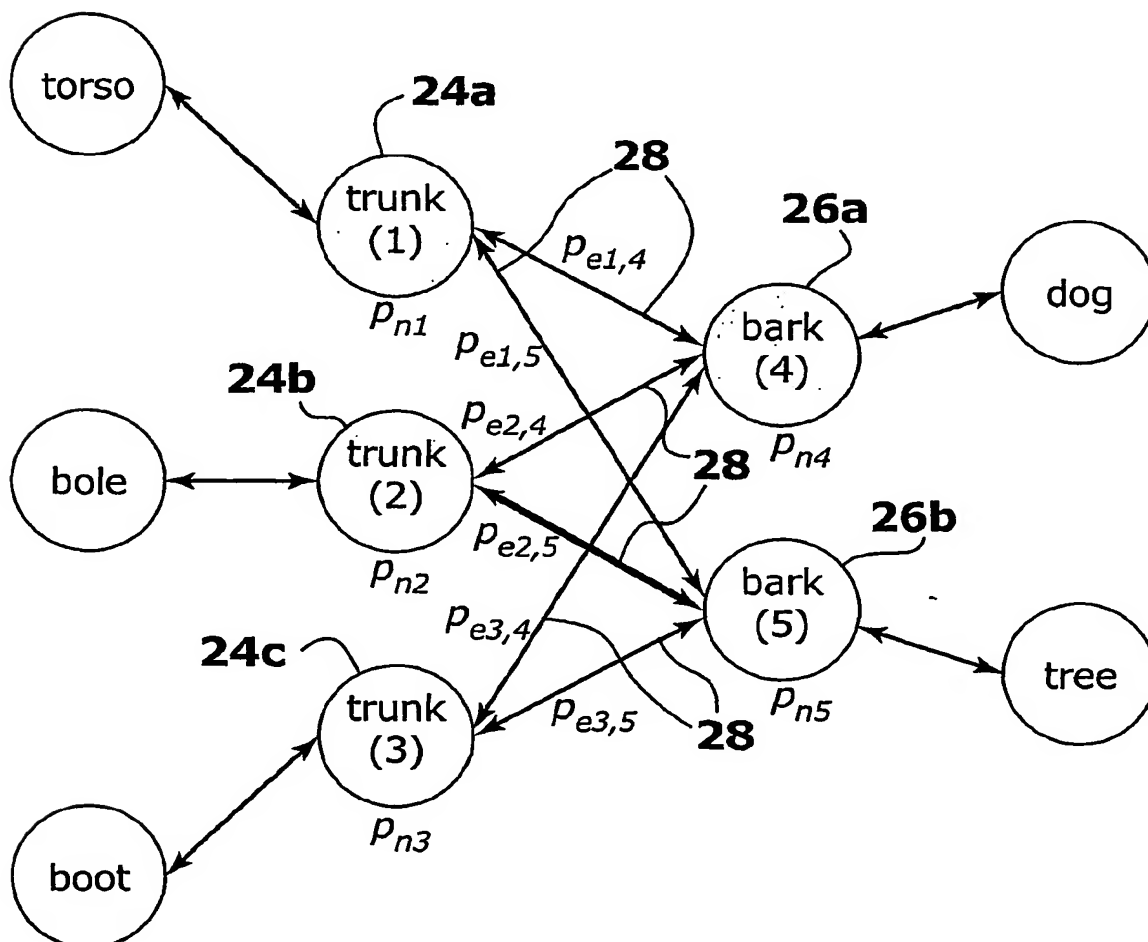 torso
24a
28
trunk
(1)
p_n1
26a
p_e1,4
bark
(4)
p_n4
dog
p_e1,5
24b
p_e2,4
bole
trunk
(2)
p_n2
28
p_e2,5
26b
bark
(5)
p_n5
p_e3,4
24c
tree
trunk
(3)
p_n3
p_e3,5
28
boot